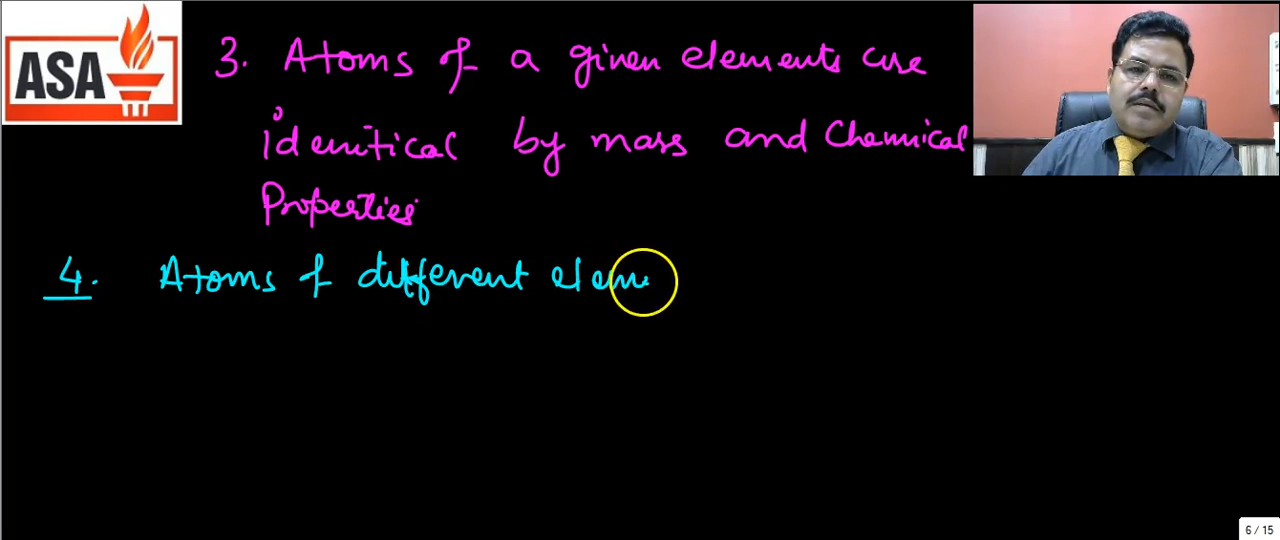 ASA
3. Atoms of a given elements are
identical by mass and Chemical
Properties
4. Atoms of different elem
6 / 15